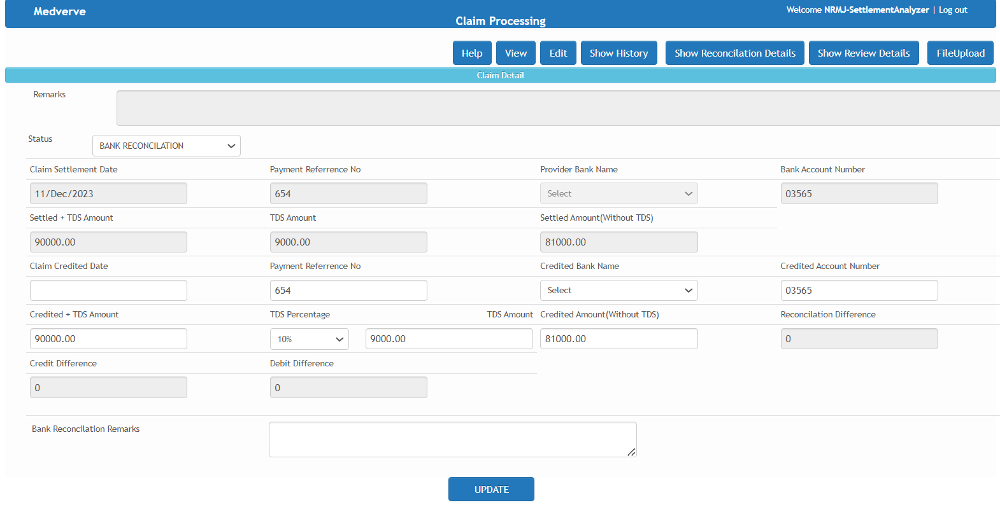 Medverve
Welcome NRMJ-SettlementAnalyzer | Log out
Claim Processing
Help View Edit Show History Show Reconcilation Details Show Review Details FileUpload
Claim Detail
Remarks
Status
BANK RECONCILATION
Claim Settlement Date Payment Referrence No Provider Bank Name Bank Account Number
11/Dec/2023 654 Select 03565
Settled + TDS Amount TDS Amount Settled Amount(Without TDS)
90000.00 9000.00 81000.00
Claim Credited Date Payment Referrence No Credited Bank Name Credited Account Number
654 Select 03565
Credited + TDS Amount TDS Percentage TDS Amount Credited Amount(Without TDS) Reconcilation Difference
90000.00 10% 9000.00 81000.00 0
Credit Difference Debit Difference
0 0
Bank Reconcilation Remarks
UPDATE